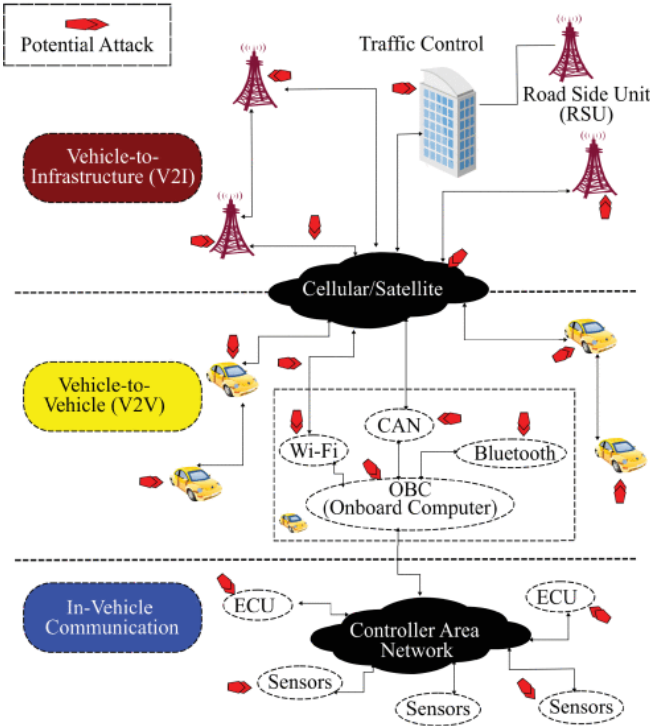 Potential Attack
Traffic Control
Road Side Unit
(RSU)
Vehicle-to-
Infrastructure (V2I)
Cellular/Satellite
Vehicle-to-
Vehicle (V2V)
CAN
Wi-Fi
Bluetooth
OBC
(Onboard Computer)
In-Vehicle
Communication
ECU
ECU
Controller Area
Network
Sensors
Sensors
Sensors